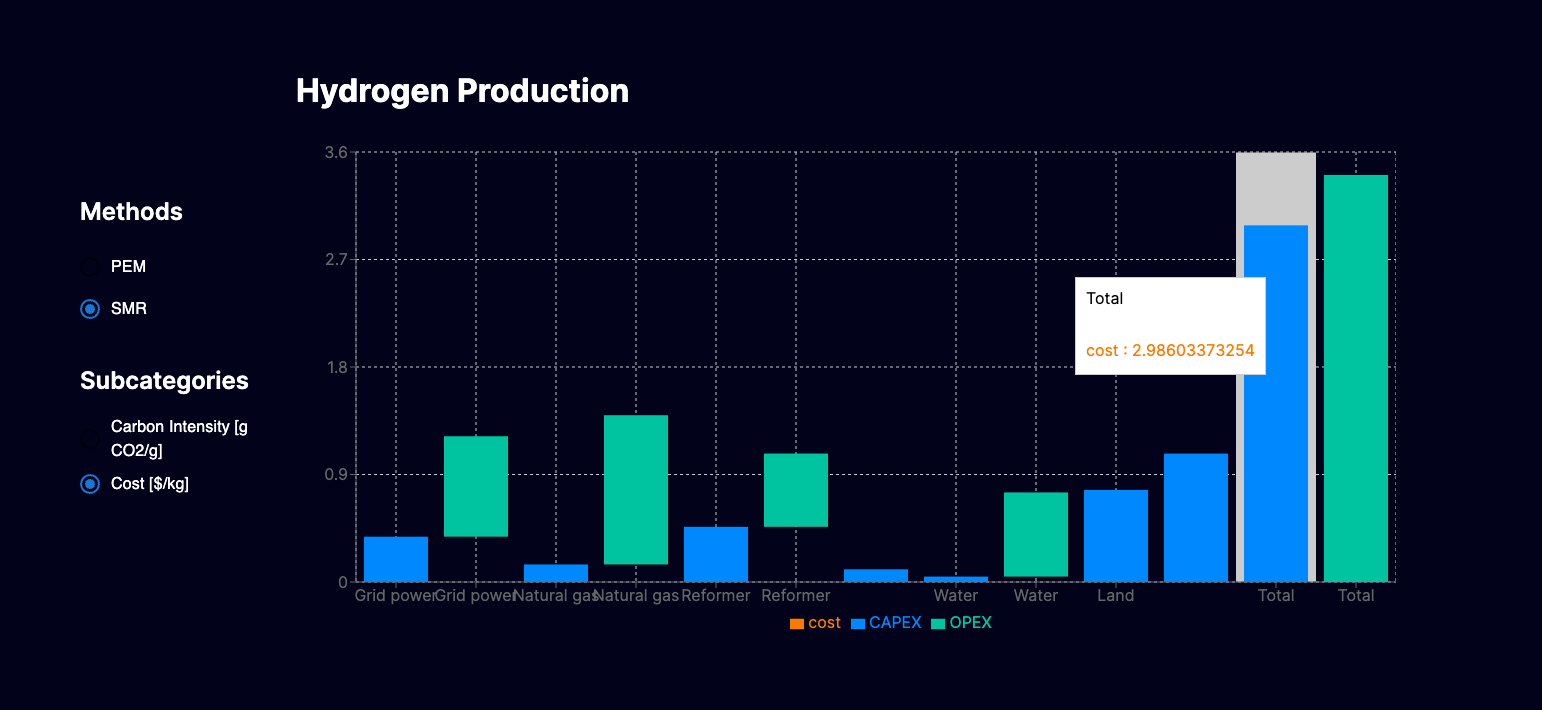 Hydrogen Production
Methods
PEM
SMR
Subcategories
Carbon Intensity [g
CO2/g]
Cost [$/kg]
3.6
2.7
1.8
0.9
0
Total
cost : 2.98603373254
Grid power Grid power Natural gas Natural gas Reformer Reformer Water Water Land Total Total
cost CAPEX OPEX